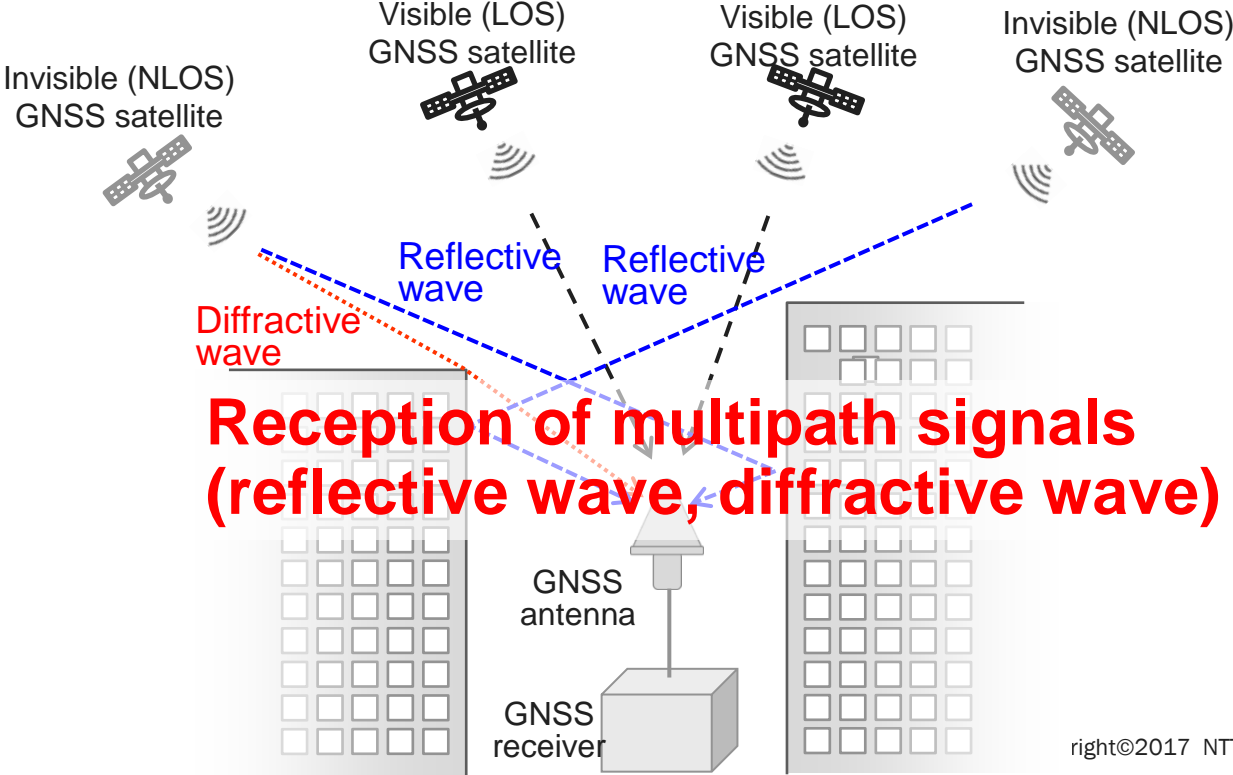 Visible (LOS)
GNSS satellite
Visible (LOS)
GNSS satellite
Invisible (NLOS)
GNSS satellite
Invisible (NLOS)
GNSS satellite
Reflective
wave
Reflective
wave
Diffractive
wave
Reception of multipath signals
(reflective wave, diffractive wave)
GNSS
antenna
GNSS
receiver
right©2017 NT